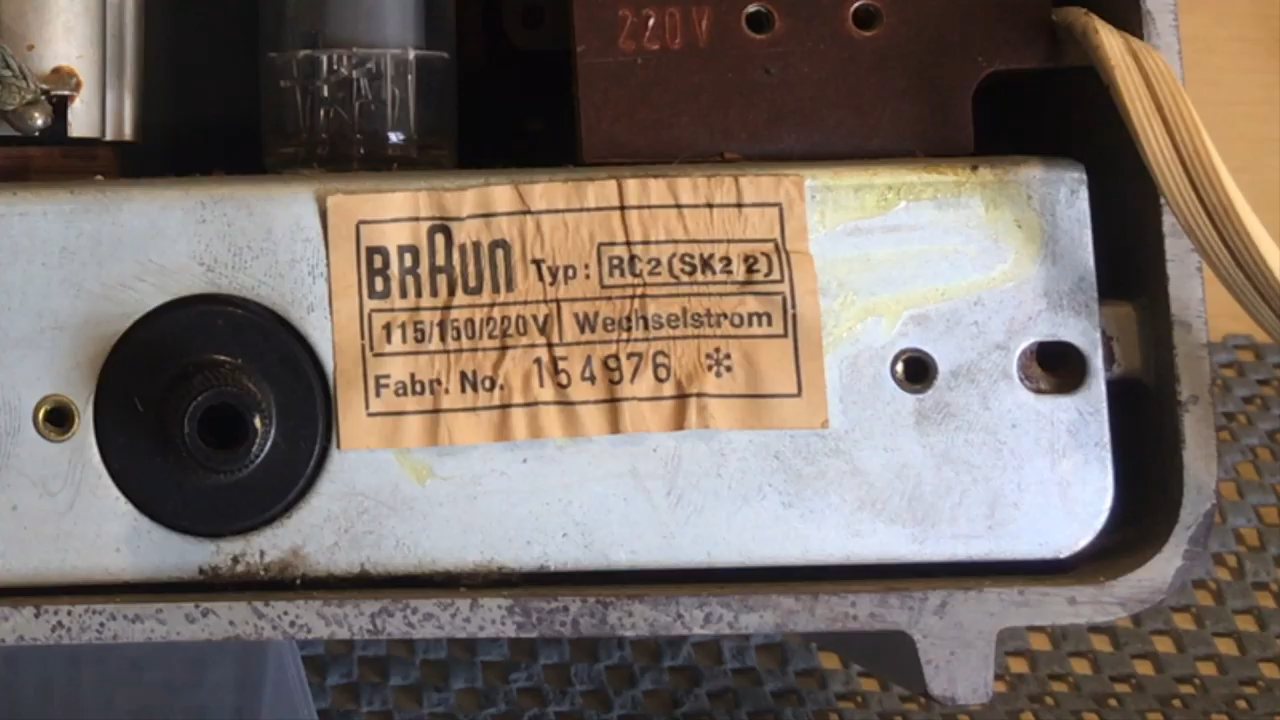 220V
BRAUN Typ: RC2(SK2/2)
115/150/220V Wechselstrom
Fabr. No. 154976 *